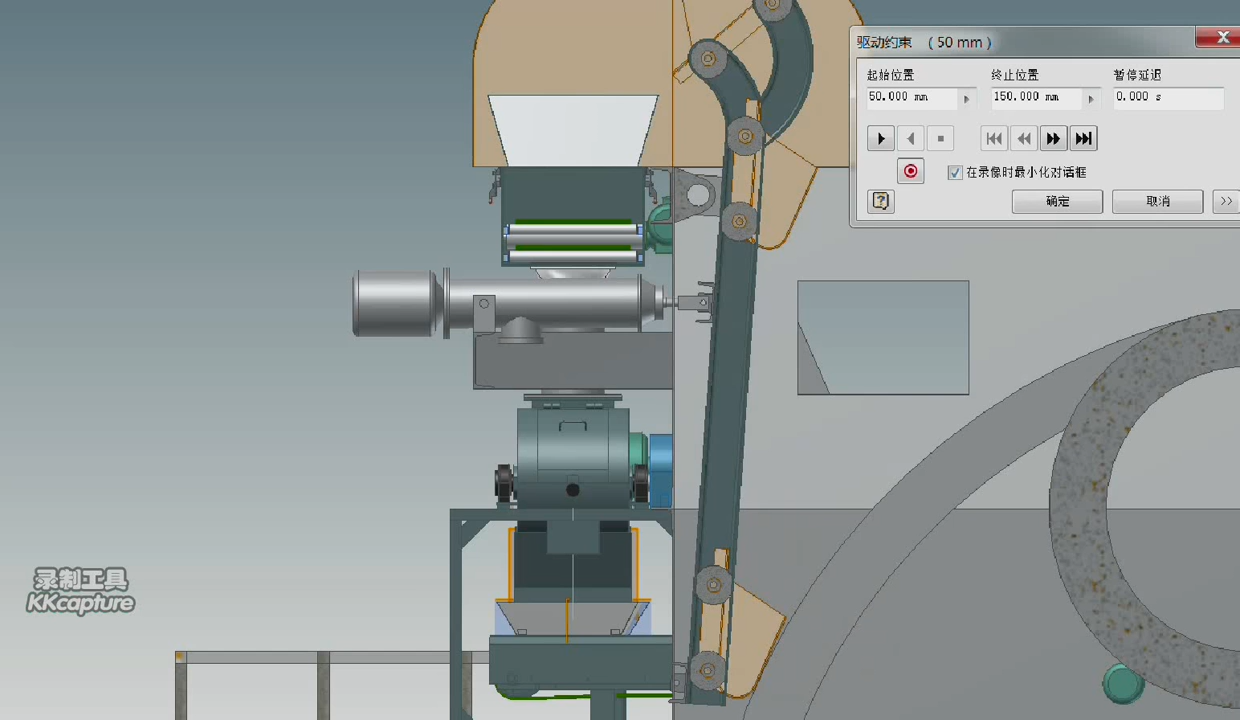 驱动约束 （50 mm）
起始位置 终止位置 暂停延迟
50.000 mm 150.000 mm 0.000 s
在录像时最小化对话框
确定 取消 >>
录制工具
KKcapture